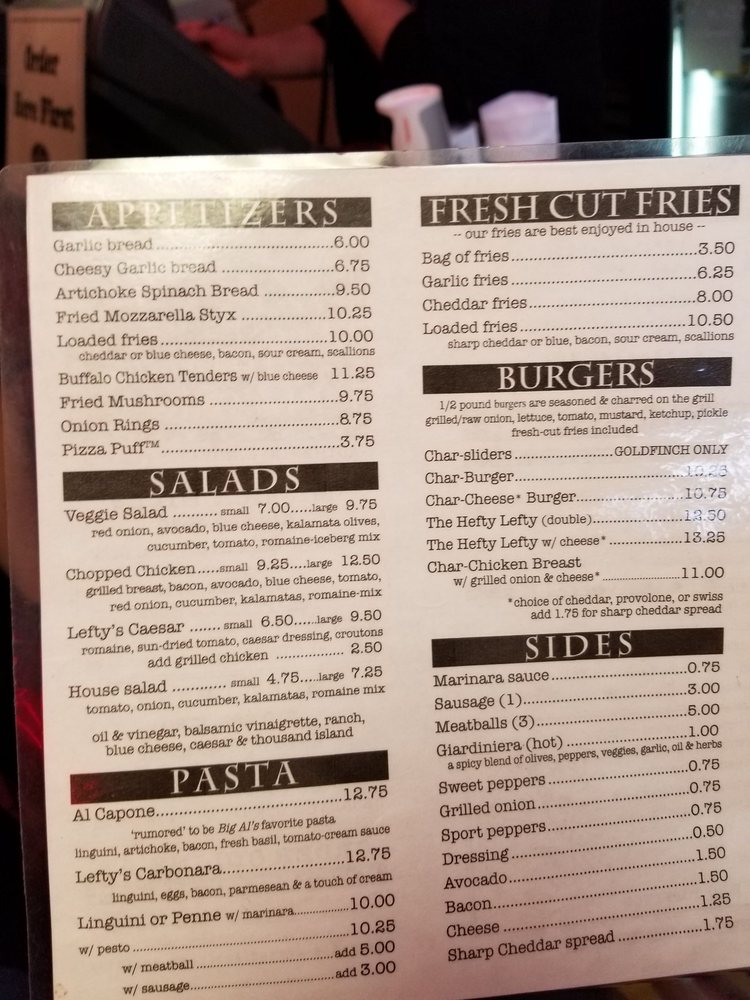 Order
Here First
APPETIZERS
Garlic bread ........ 6.00
Cheesy Garlic bread ........ 6.75
Artichoke Spinach Bread ........ 9.50
Fried Mozzarella Styx ........ 10.25
Loaded fries ........ 10.00
cheddar or blue cheese, bacon, sour cream, scallions
Buffalo Chicken Tenders w/ blue cheese 11.25
Fried Mushrooms ........ 9.75
Onion Rings ........ 8.75
Pizza Puff™ ........ 3.75
SALADS
Veggie Salad .......... small 7.00.....large 9.75
red onion, avocado, blue cheese, kalamata olives,
cucumber, tomato, romaine-iceberg mix
Chopped Chicken.....small 9.25....large 12.50
grilled breast, bacon, avocado, blue cheese, tomato,
red onion, cucumber, kalamatas, romaine-mix
Lefty's Caesar ....... small 6.50.....large 9.50
romaine, sun-dried tomato, caesar dressing, croutons
add grilled chicken ................ 2.50
House salad ............ small 4.75.....large 7.25
tomato, onion, cucumber, kalamatas, romaine mix
oil & vinegar, balsamic vinaigrette, ranch,
blue cheese, caesar & thousand island
PASTA
Al Capone ........ 12.75
'rumored' to be Big Al's favorite pasta
linguini, artichoke, bacon, fresh basil, tomato-cream sauce
Lefty's Carbonara ........ 12.75
linguini, eggs, bacon, parmesean & a touch of cream
Linguini or Penne w/ marinara ........ 10.00
w/ pesto ........ 10.25
w/ meatball ........ add 5.00
w/ sausage ........ add 3.00
FRESH CUT FRIES
-- our fries are best enjoyed in house --
Bag of fries ........ 3.50
Garlic fries ........ 6.25
Cheddar fries ........ 8.00
Loaded fries ........ 10.50
sharp cheddar or blue, bacon, sour cream, scallions
BURGERS
1/2 pound burgers are seasoned & charred on the grill
grilled/raw onion, lettuce, tomato, mustard, ketchup, pickle
fresh-cut fries included
Char-sliders ........ GOLDFINCH ONLY
Char-Burger ........ 10.25
Char-Cheese* Burger ........ 10.75
The Hefty Lefty (double) ........ 12.50
The Hefty Lefty w/ cheese* ........ 13.25
Char-Chicken Breast
w/ grilled onion & cheese* ........ 11.00
*choice of cheddar, provolone, or swiss
add 1.75 for sharp cheddar spread
SIDES
Marinara sauce ........ 0.75
Sausage (1) ........ 3.00
Meatballs (3) ........ 5.00
Giardiniera (hot) ........ 1.00
a spicy blend of olives, peppers, veggies, garlic, oil & herbs
Sweet peppers ........ 0.75
Grilled onion ........ 0.75
Sport peppers ........ 0.75
Dressing ........ 0.50
Avocado ........ 1.50
Bacon ........ 1.50
Cheese ........ 1.25
Sharp Cheddar spread ........ 1.75